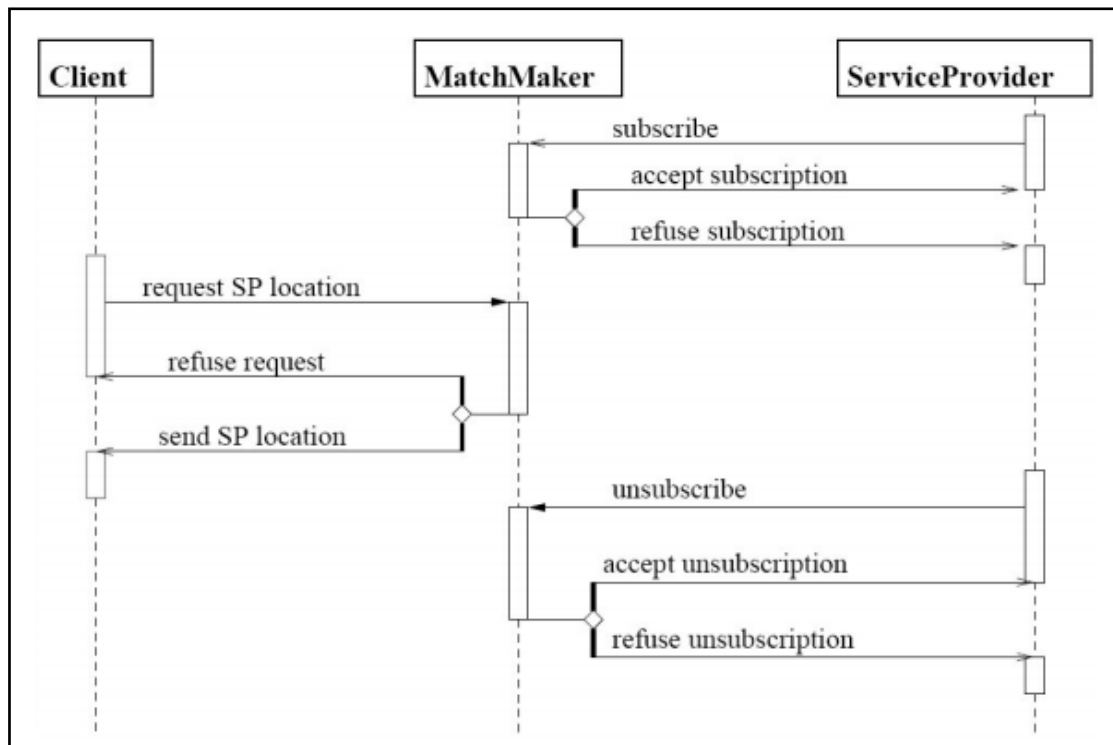 Client
MatchMaker
ServiceProvider
subscribe
accept subscription
refuse subscription
request SP location
refuse request
send SP location
unsubscribe
accept unsubscription
refuse unsubscription